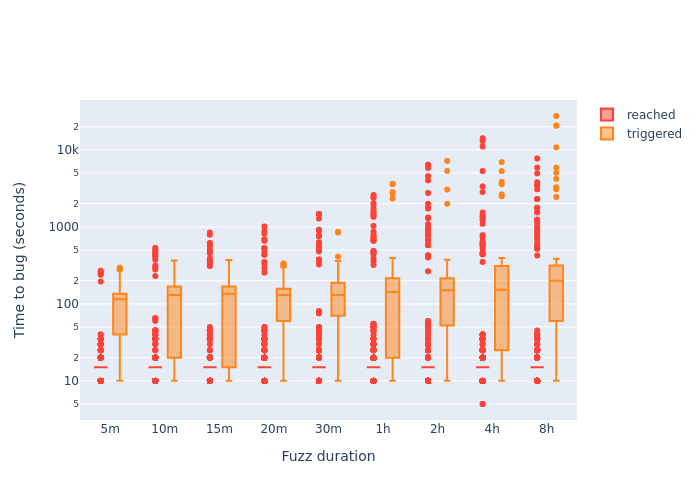 reached
triggered
2
10k
5
2
1000
5
2
100
5
2
10
5
5m 10m 15m 20m 30m 1h 2h 4h 8h
Fuzz duration
Time to bug (seconds)